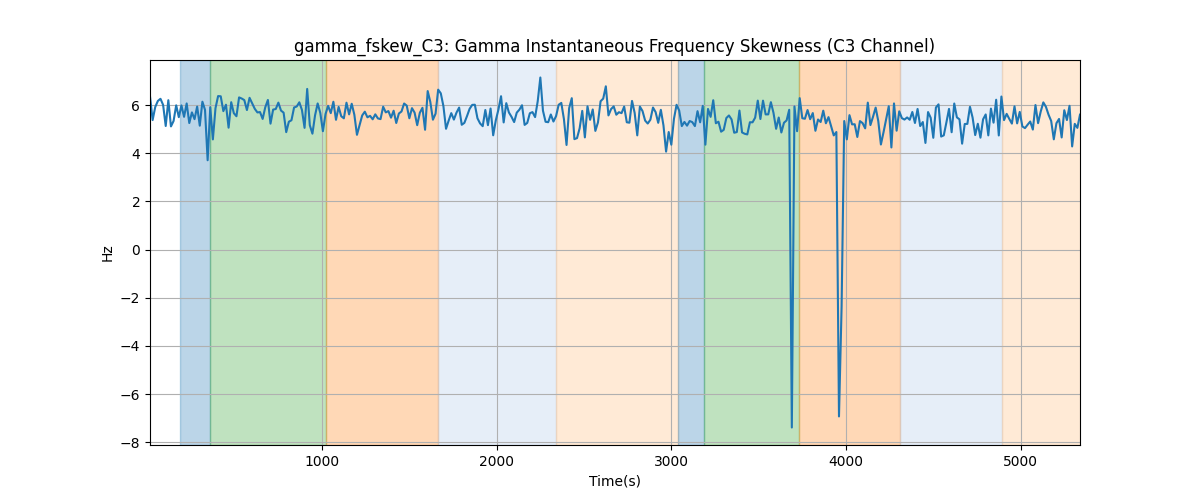 gamma_fskew_C3: Gamma Instantaneous Frequency Skewness (C3 Channel)
Hz
6
4
2
0
−2
−4
−6
−8
1000 2000 3000 4000 5000
Time(s)